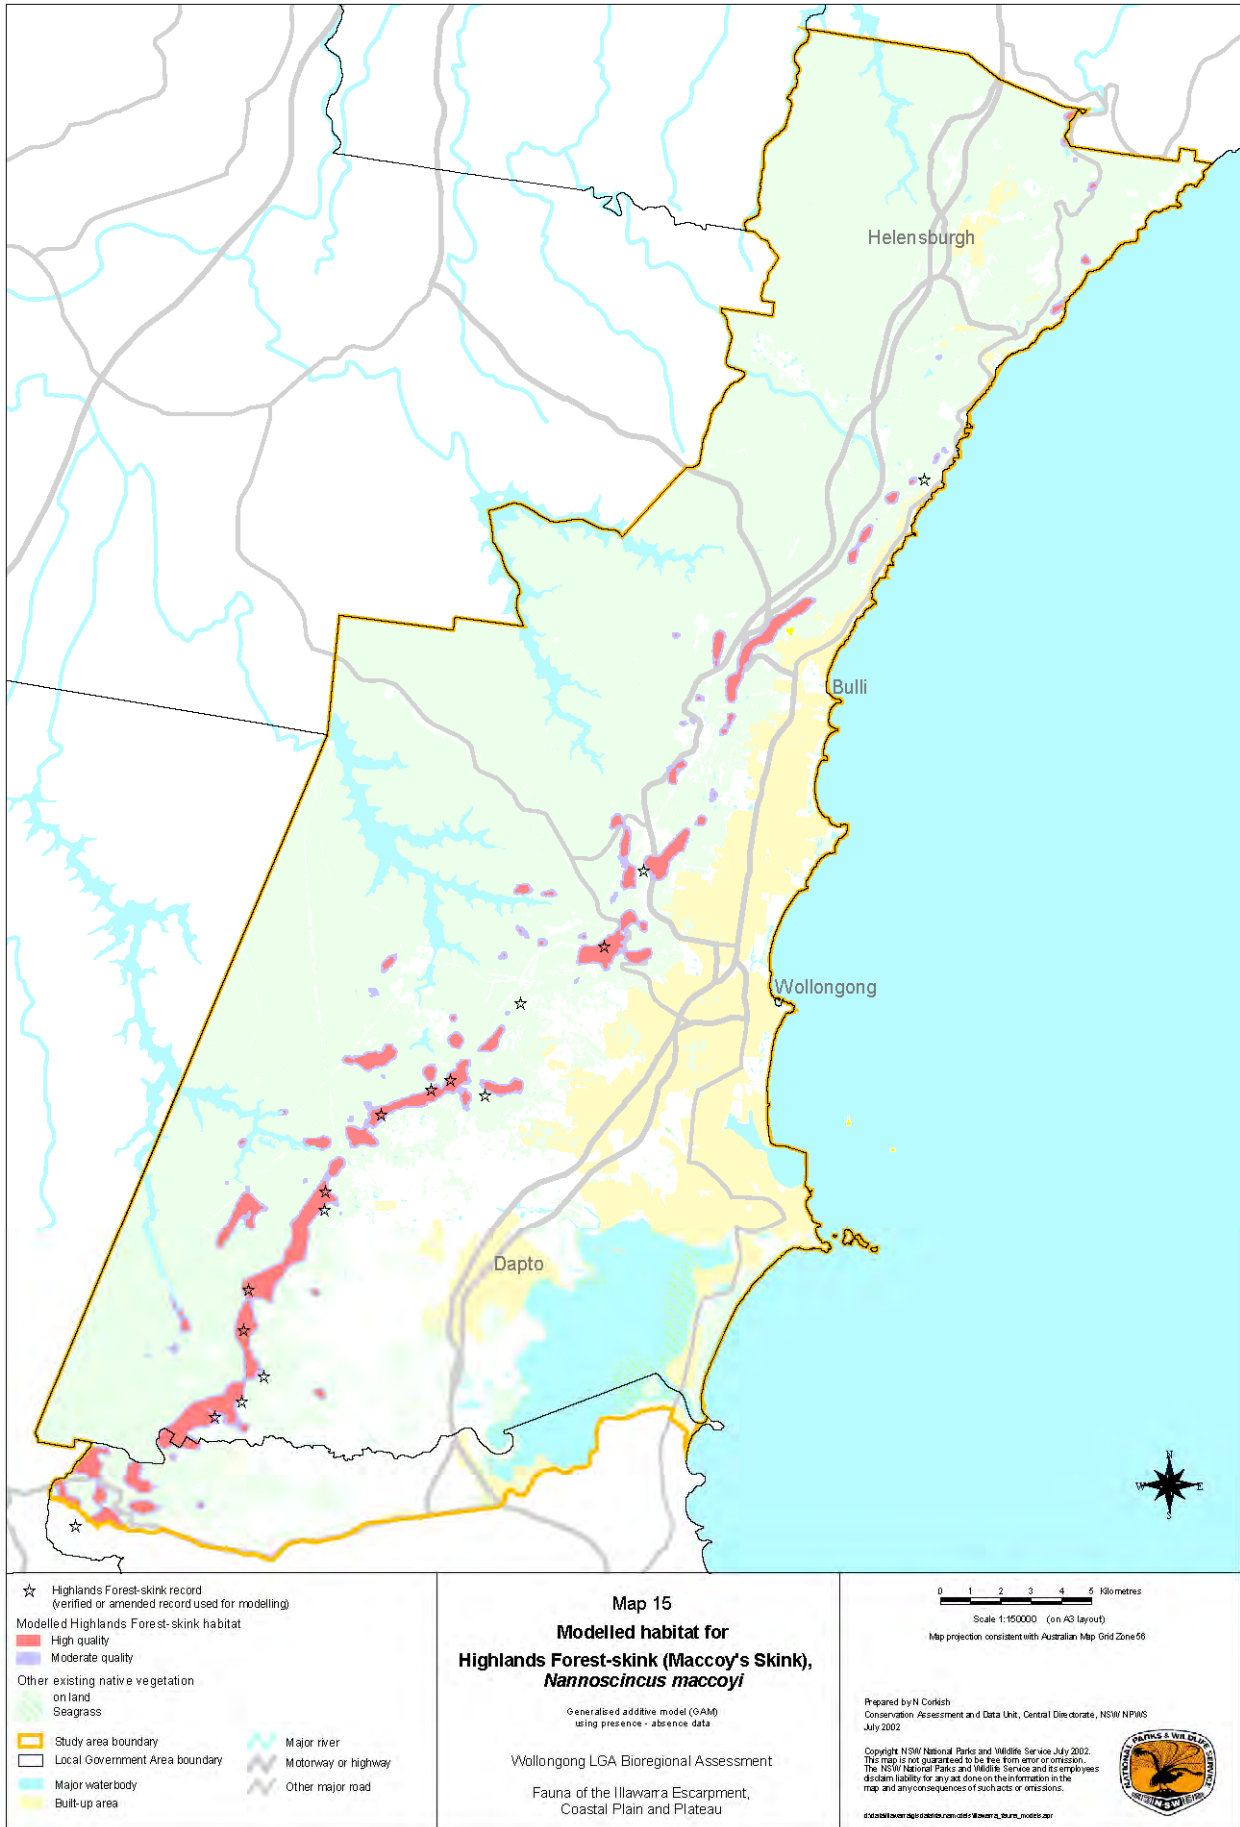 Helensburgh
Bulli
Wollongong
Dapto
N
W E
S
Highlands Forest-skink record
(verified or amended record used for modelling)
Modelled Highlands Forest-skink habitat
High quality
Moderate quality
Other existing native vegetation
on land
Seagrass
Study area boundary
Local Government Area boundary
Major waterbody
Built-up area
Major river
Motorway or highway
Other major road
Map 15
Modelled habitat for
Highlands Forest-skink (Maccoy's Skink),
Nannoscincus maccoyi
Generalised additive model (GAM)
using presence - absence data
Wollongong LGA Bioregional Assessment
Fauna of the Illawarra Escarpment,
Coastal Plain and Plateau
0 1 2 3 4 5 Kilometres
Scale 1:150000 (on A3 layout)
Map projection consistent with Australian Map Grid Zone 56
Prepared by N Corkish
Conservation Assessment and Data Unit, Central Directorate, NSW NPWS
July 2002
Copyright NSW National Parks and Wildlife Service July 2002.
This map is not guaranteed to be free from error or omission.
The NSW National Parks and Wildlife Service and its employees
disclaim liability for any act done on the information in the
map and any consequences of such acts or omissions.
NATIONAL PARKS & WILDLIFE SERVICE
NSW